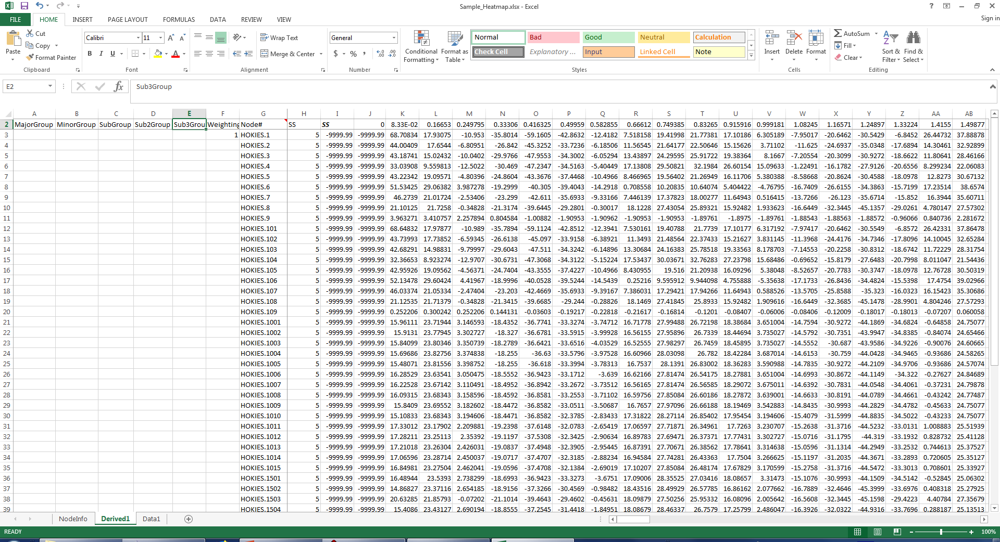 Sample_Heatmap.xlsx - Excel
?
FILE HOME INSERT PAGE LAYOUT FORMULAS DATA REVIEW VIEW Sign in
Cut
Copy
Format Painter
Paste
Calibri 11
B I U
Wrap Text
Merge & Center
General
$ % ,
Conditional Formatting
Format as Table
Normal Bad Good Neutral Calculation
Check Cell Explanatory ... Input Linked Cell Note
Insert Delete Format
AutoSum
Fill
Clear
Sort & Filter
Find & Select
Clipboard Font Alignment Number Styles Cells Editing
E2 fx Sub3Group
A B C D E F G H I J K L M N O P Q R S T U V W X Y Z AA AB
2 MajorGroup MinorGroup SubGroup Sub2Group Sub3Grou Weighting Node# SS SS 0 8.33E-02 0.16653 0.249795 0.33306 0.416325 0.49959 0.582855 0.66612 0.749385 0.83265 0.915916 0.999181 1.08245 1.16571 1.24897 1.33224 1.4155 1.49877
3 1 HOKIES.1 5 -9999.99 -9999.99 68.70834 17.93075 -10.953 -35.8014 -59.1605 -42.8632 -12.4182 7.518158 19.41998 21.77381 17.10186 6.305189 -7.95017 -20.6462 -30.5429 -6.8452 26.44732 37.88878
4 HOKIES.2 5 -9999.99 -9999.99 44.00409 17.6544 -6.80951 -26.842 -45.3252 -33.7236 -6.18506 11.56545 21.64177 22.50646 15.15626 3.71102 -11.625 -24.6937 -35.0348 -17.6894 14.30461 32.92899
5 HOKIES.3 5 -9999.99 -9999.99 43.18741 15.02432 -10.0402 -29.9766 -47.9553 -34.3002 -6.05294 13.43897 24.29595 25.91722 19.38364 8.1667 -7.20554 -20.3099 -30.9272 -18.6622 11.80641 28.46166
6 HOKIES.4 5 -9999.99 -9999.99 33.03908 9.559813 -12.5022 -30.469 -47.2347 -34.5163 -5.40449 17.13808 29.50821 32.1984 26.60154 15.09633 -1.22491 -16.1782 -27.9126 -20.6556 8.299234 22.06083
7 HOKIES.5 5 -9999.99 -9999.99 43.22342 19.09571 -4.80396 -24.8604 -43.3676 -37.4468 -10.4966 8.466965 19.56402 21.26949 16.11706 5.380388 -8.58668 -20.8624 -30.4588 -18.0978 12.8273 30.67132
8 HOKIES.6 5 -9999.99 -9999.99 51.53425 29.06382 3.987278 -19.2999 -40.305 -39.4043 -14.2918 0.708558 10.20835 10.64074 5.404422 -4.76795 -16.7409 -26.6155 -34.3863 -15.7199 17.23514 38.6574
9 HOKIES.7 5 -9999.99 -9999.99 46.2739 21.01724 -2.53406 -23.299 -42.611 -35.6933 -9.33166 7.446139 17.37823 18.00277 11.64943 0.516415 -13.7266 -26.123 -35.6714 -15.852 16.3944 35.60711
10 HOKIES.8 5 -9999.99 -9999.99 21.10125 21.7258 -0.34828 -21.3174 -39.6445 -29.2801 -0.30017 18.1228 27.43054 25.89321 15.92482 1.933623 -16.6449 -32.3445 -45.1357 -29.0261 4.780147 27.57302
11 HOKIES.9 5 -9999.99 -9999.99 3.963271 3.410757 2.257894 0.804584 -1.00882 -1.90953 -1.90962 -1.90953 -1.90953 -1.89761 -1.8975 -1.89761 -1.88543 -1.88563 -1.88572 -0.96066 0.840736 2.281672
12 HOKIES.101 5 -9999.99 -9999.99 68.64832 17.97877 -10.989 -35.7894 -59.1124 -42.8512 -12.3941 7.530161 19.40788 21.7739 17.10177 6.317192 -7.97417 -20.6462 -30.5549 -6.8572 26.42331 37.86478
13 HOKIES.102 5 -9999.99 -9999.99 43.73993 17.73852 -6.59345 -26.6138 -45.097 -33.9158 -6.38921 11.3493 21.48564 22.37433 15.21627 3.831145 -11.3968 -24.4176 -34.7346 -17.8096 14.10045 32.65284
14 HOKIES.103 5 -9999.99 -9999.99 42.68291 14.98831 -9.79997 -29.6043 -47.511 -34.3242 -6.14896 13.30684 24.16383 25.78518 19.33563 8.178703 -7.14553 -20.2258 -30.8312 -18.6742 11.72229 28.31754
15 HOKIES.104 5 -9999.99 -9999.99 32.36653 8.923274 -12.9707 -30.6731 -47.3068 -34.3122 -5.15224 17.53437 30.03671 32.76283 27.23798 15.68486 -0.69652 -15.8179 -27.6483 -20.7998 8.011047 21.54436
16 HOKIES.105 5 -9999.99 -9999.99 42.95926 19.09562 -4.56371 -24.7404 -43.3555 -37.4227 -10.4966 8.430955 19.516 21.20938 16.09296 5.38048 -8.52657 -20.7783 -30.3747 -18.0978 12.76728 30.50319
17 HOKIES.106 5 -9999.99 -9999.99 52.13478 29.60424 4.41967 -18.9996 -40.0528 -39.5244 -14.5439 0.25216 9.595912 9.944098 4.755888 -5.35638 -17.1733 -26.8436 -34.4824 -15.5398 17.4754 39.02966
18 HOKIES.107 5 -9999.99 -9999.99 46.03374 21.05334 -2.47404 -23.203 -42.4669 -35.6933 -9.39167 7.386031 17.29421 17.94266 11.64943 0.588526 -13.5705 -25.8588 -35.323 -16.0323 16.15423 35.30686
19 HOKIES.108 5 -9999.99 -9999.99 21.12535 21.71379 -0.34828 -21.3415 -39.6685 -29.244 -0.28826 18.1469 27.41845 25.8933 15.92482 1.909616 -16.6449 -32.3685 -45.1478 -28.9901 4.804246 27.57293
20 HOKIES.109 5 -9999.99 -9999.99 0.252206 0.300242 0.252206 0.144131 -0.03603 -0.19217 -0.22818 -0.21617 -0.16814 -0.1201 -0.08407 -0.06006 -0.08406 -0.12009 -0.18017 -0.18013 -0.07207 0.060058
21 HOKIES.1001 5 -9999.99 -9999.99 15.96111 23.71944 3.146593 -18.4352 -36.7741 -33.3274 -3.74712 16.71778 27.99488 26.72198 18.38684 3.651004 -14.7594 -30.9272 -44.1869 -34.6824 -0.64858 24.75077
22 HOKIES.1002 5 -9999.99 -9999.99 15.9131 23.77945 3.302727 -18.327 -36.6781 -33.5915 -3.99928 16.56155 27.95896 26.7339 18.44694 3.735027 -14.5792 -30.7351 -43.9947 -34.8385 -0.84074 24.65466
23 HOKIES.1003 5 -9999.99 -9999.99 15.84099 23.80346 3.350739 -18.2789 -36.6421 -33.6516 -4.03529 16.52555 27.98297 26.7459 18.45895 3.735027 -14.5552 -30.687 -43.9586 -34.9226 -0.90076 24.60665
24 HOKIES.1004 5 -9999.99 -9999.99 15.69686 23.82756 3.374838 -18.255 -36.63 -33.5796 -3.97528 16.60966 28.03098 26.782 18.42284 3.687014 -14.6153 -30.759 -44.0428 -34.9465 -0.93686 24.58265
25 HOKIES.1005 5 -9999.99 -9999.99 15.48071 23.81556 3.398752 -18.255 -36.618 -33.3994 -3.78313 16.7537 28.1391 26.83002 18.36283 3.590988 -14.7835 -30.9272 -44.2109 -34.9706 -0.93686 24.57074
26 HOKIES.1006 5 -9999.99 -9999.99 16.28529 23.63541 3.050475 -18.5552 -36.9423 -33.1712 -3.639 16.62166 27.81474 26.54175 18.27881 3.651004 -14.6993 -30.8672 -44.1149 -34.322 -0.27627 24.84689
27 HOKIES.1007 5 -9999.99 -9999.99 16.22528 23.67142 3.110491 -18.4952 -36.8942 -33.2672 -3.73512 16.56165 27.81474 26.56585 18.29072 3.675011 -14.6392 -30.7831 -44.0548 -34.4061 -0.37231 24.79878
28 HOKIES.1008 5 -9999.99 -9999.99 16.09315 23.68343 3.158596 -18.4592 -36.8581 -33.2553 -3.71102 16.59756 27.85084 26.60186 18.27872 3.639001 -14.6633 -30.8191 -44.0789 -34.4661 -0.43242 24.77487
29 HOKIES.1009 5 -9999.99 -9999.99 15.8409 23.69552 3.182602 -18.4472 -36.8582 -33.0511 -3.50687 16.7657 27.97096 26.66188 18.19469 3.542883 -14.8435 -30.9993 -44.2829 -34.4782 -0.45633 24.75077
30 HOKIES.1010 5 -9999.99 -9999.99 15.10833 23.68343 3.194606 -18.4471 -36.8582 -32.3785 -2.83433 17.31822 28.27114 26.85402 17.95454 3.194606 -15.4079 -31.5999 -44.8835 -34.5022 -0.43233 24.75077
31 HOKIES.1011 5 -9999.99 -9999.99 17.33012 23.17902 2.209881 -19.2398 -37.6148 -32.0783 -2.65419 17.06597 27.71871 26.34961 17.7263 3.230707 -15.2638 -31.3716 -44.5232 -33.0131 1.008883 25.51939
32 HOKIES.1012 5 -9999.99 -9999.99 17.28211 23.25113 2.35392 -19.1197 -37.5308 -32.3425 -2.90634 16.89783 27.69471 26.37371 17.77431 3.302727 -15.0716 -31.1795 -44.319 -33.1932 0.828732 25.41128
33 HOKIES.1013 5 -9999.99 -9999.99 17.21018 23.26304 2.426031 -19.0837 -37.4948 -32.3905 -2.95445 16.87391 27.70671 26.38562 17.78641 3.314638 -15.0596 -31.1314 -44.2949 -33.2532 0.744613 25.37527
34 HOKIES.1014 5 -9999.99 -9999.99 17.06596 23.28714 2.450037 -19.0717 -37.4707 -32.3185 -2.88234 16.94584 27.74281 26.43363 17.7504 3.266625 -15.1197 -31.2035 -44.3671 -33.2893 0.720605 25.35127
35 HOKIES.1015 5 -9999.99 -9999.99 16.84981 23.27504 2.462041 -19.0596 -37.4708 -32.1384 -2.69019 17.10207 27.85084 26.48174 17.67829 3.170599 -15.2758 -31.3716 -44.5472 -33.3013 0.708601 25.33927
36 HOKIES.1501 5 -9999.99 -9999.99 16.48944 23.5393 2.738299 -18.6993 -36.9423 -33.3273 -3.6751 17.09006 28.35525 27.03416 18.08657 3.31473 -15.1076 -30.9993 -44.1509 -34.5142 -0.52845 25.06302
37 HOKIES.1502 5 -9999.99 -9999.99 14.86827 23.37116 2.654185 -18.9156 -37.3266 -30.4569 -0.98482 18.43516 28.49929 26.57785 16.86162 2.077662 -16.7889 -32.4646 -45.3999 -33.6976 0.408318 25.27925
38 HOKIES.1503 5 -9999.99 -9999.99 20.63285 21.85793 -0.07202 -21.1014 -39.4643 -29.4602 -0.45631 18.09879 27.50256 25.95332 16.08096 2.005642 -16.5608 -32.3445 -45.1598 -29.4223 4.40784 27.35679
39 HOKIES.1504 5 -9999.99 -9999.99 15.4086 23.43127 2.690194 -18.8555 -37.2545 -31.4418 -1.84951 18.08679 28.46337 26.7579 17.25799 2.486047 -16.3926 -32.0322 -44.9316 -33.7696 0.288187 25.13513
NodeInfo Derived1 Data1
READY 100%